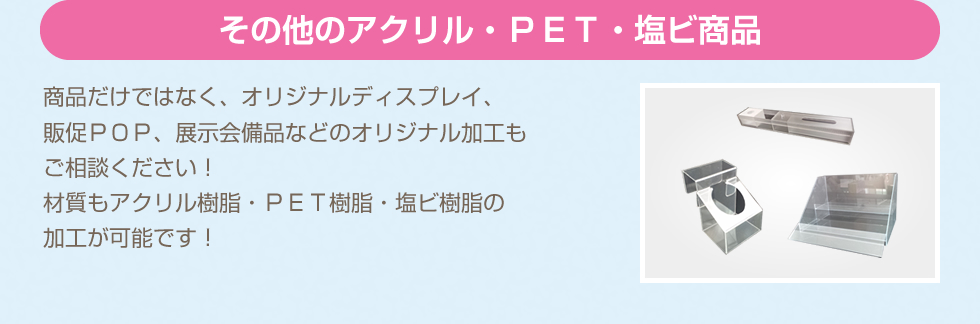 その他のアクリル・ＰＥＴ・塩ビ商品
商品だけではなく、オリジナルディスプレイ、
販促ＰＯＰ、展示会備品などのオリジナル加工も
ご相談ください！
材質もアクリル樹脂・ＰＥＴ樹脂・塩ビ樹脂の
加工が可能です！